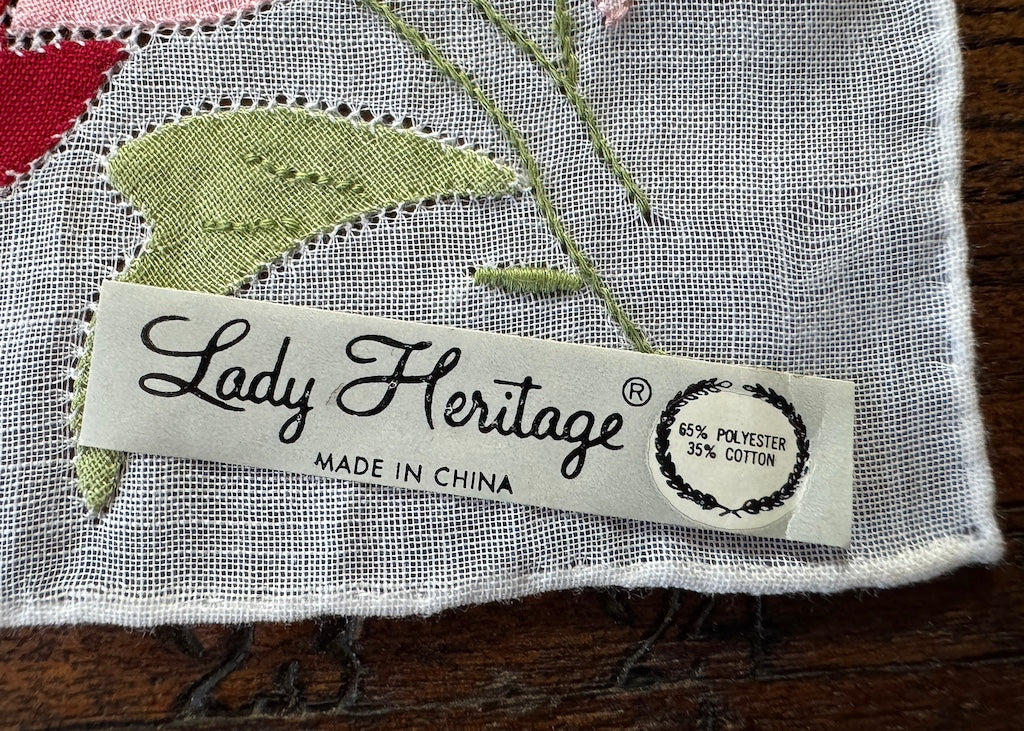 Lady Heritage ®
MADE IN CHINA
65% POLYESTER
35% COTTON